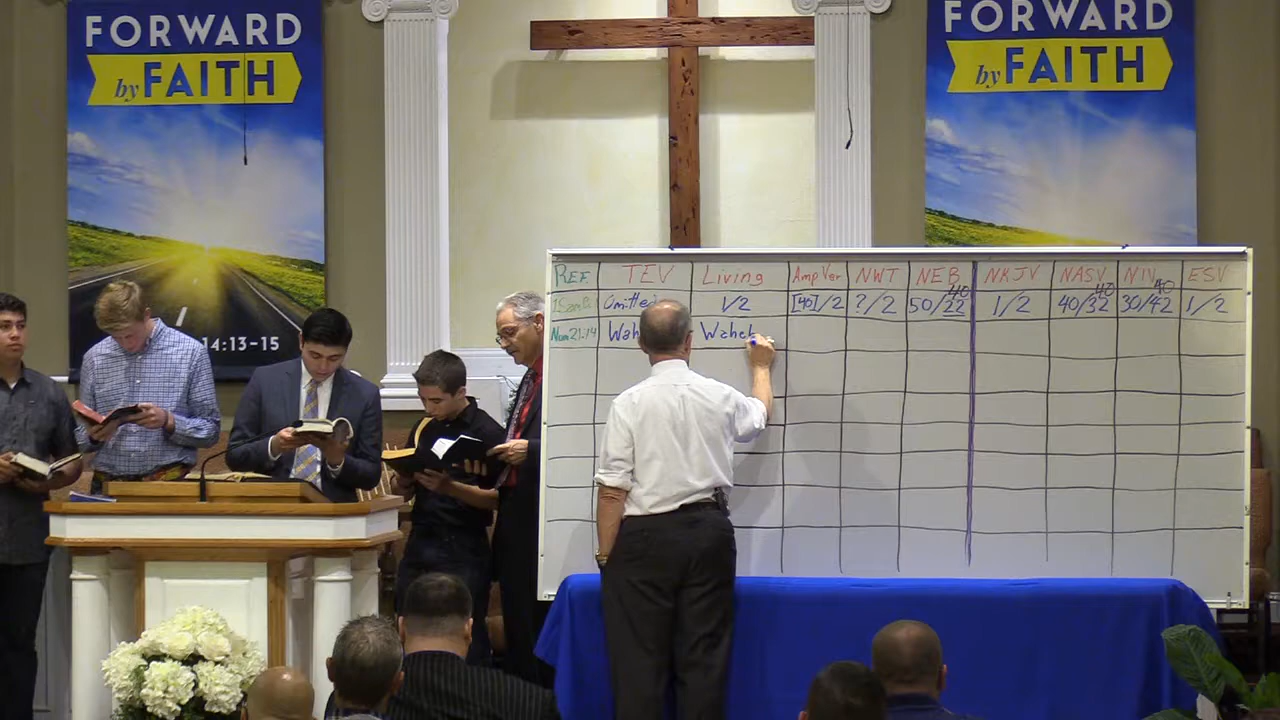 FORWARD
by FAITH
14:13-15
FORWARD
by FAITH
REF. TEV Living Amp Ver NWT NEB NKJV NASV NIV ESV
Omitted 1/2 [40]/2 ?/2 50/22 40 1/2 40/32 40 30/42 40 1/2
Num 21:14 Wah Waheb